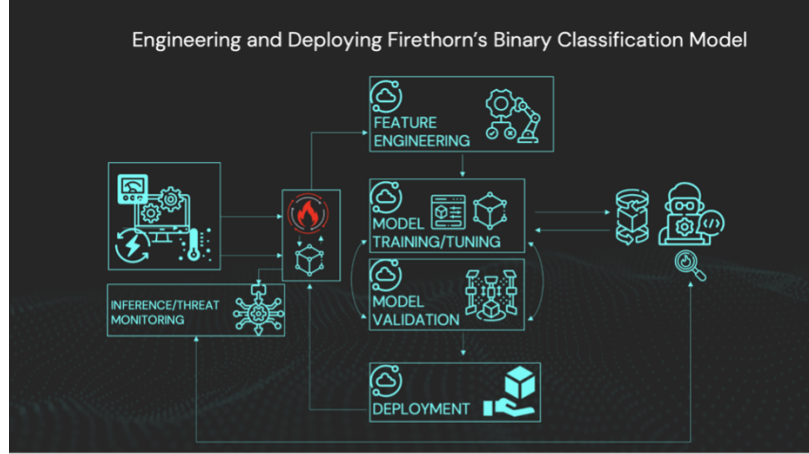 Engineering and Deploying Firethorn's Binary Classification Model
FEATURE
ENGINEERING
MODEL
TRAINING/TUNING
INFERENCE/THREAT
MONITORING
MODEL
VALIDATION
DEPLOYMENT